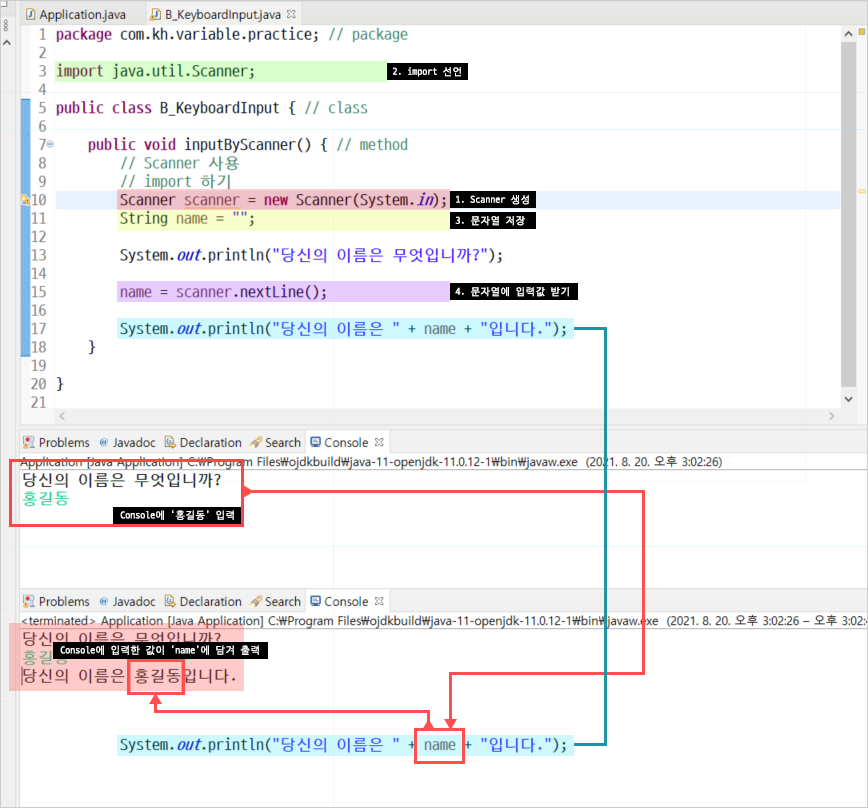 Application.java B_KeyboardInput.java
1 package com.kh.variable.practice; // package
2
3 import java.util.Scanner; 2. import 선언
4
5 public class B_KeyboardInput { // class
6
7 public void inputByScanner() { // method
8 // Scanner 사용
9 // import 하기
10 Scanner scanner = new Scanner(System.in); 1. Scanner 생성
11 String name = ""; 3. 문자열 저장
12
13 System.out.println("당신의 이름은 무엇입니까?");
14
15 name = scanner.nextLine(); 4. 문자열에 입력값 받기
16
17 System.out.println("당신의 이름은 " + name + "입니다.");
18 }
19
20 }
21
Problems @ Javadoc Declaration Search Console
Application [Java Application] C:₩Program Files₩ojdkbuild₩java-11-openjdk-11.0.12-1₩bin₩javaw.exe (2021. 8. 20. 오후 3:02:26)
당신의 이름은 무엇입니까?
홍길동
Console에 ‘홍길동’ 입력
Problems @ Javadoc Declaration Search Console
<terminated> Application [Java Application] C:₩Program Files₩ojdkbuild₩java-11-openjdk-11.0.12-1₩bin₩javaw.exe (2021. 8. 20. 오후 3:02:26 – 오후 3:02:
당신의 이름은 무엇입니까?
홍길동
Console에 입력한 값이 ‘name’에 담겨 출력
당신의 이름은 홍길동입니다.
System.out.println("당신의 이름은 " + name + "입니다.");